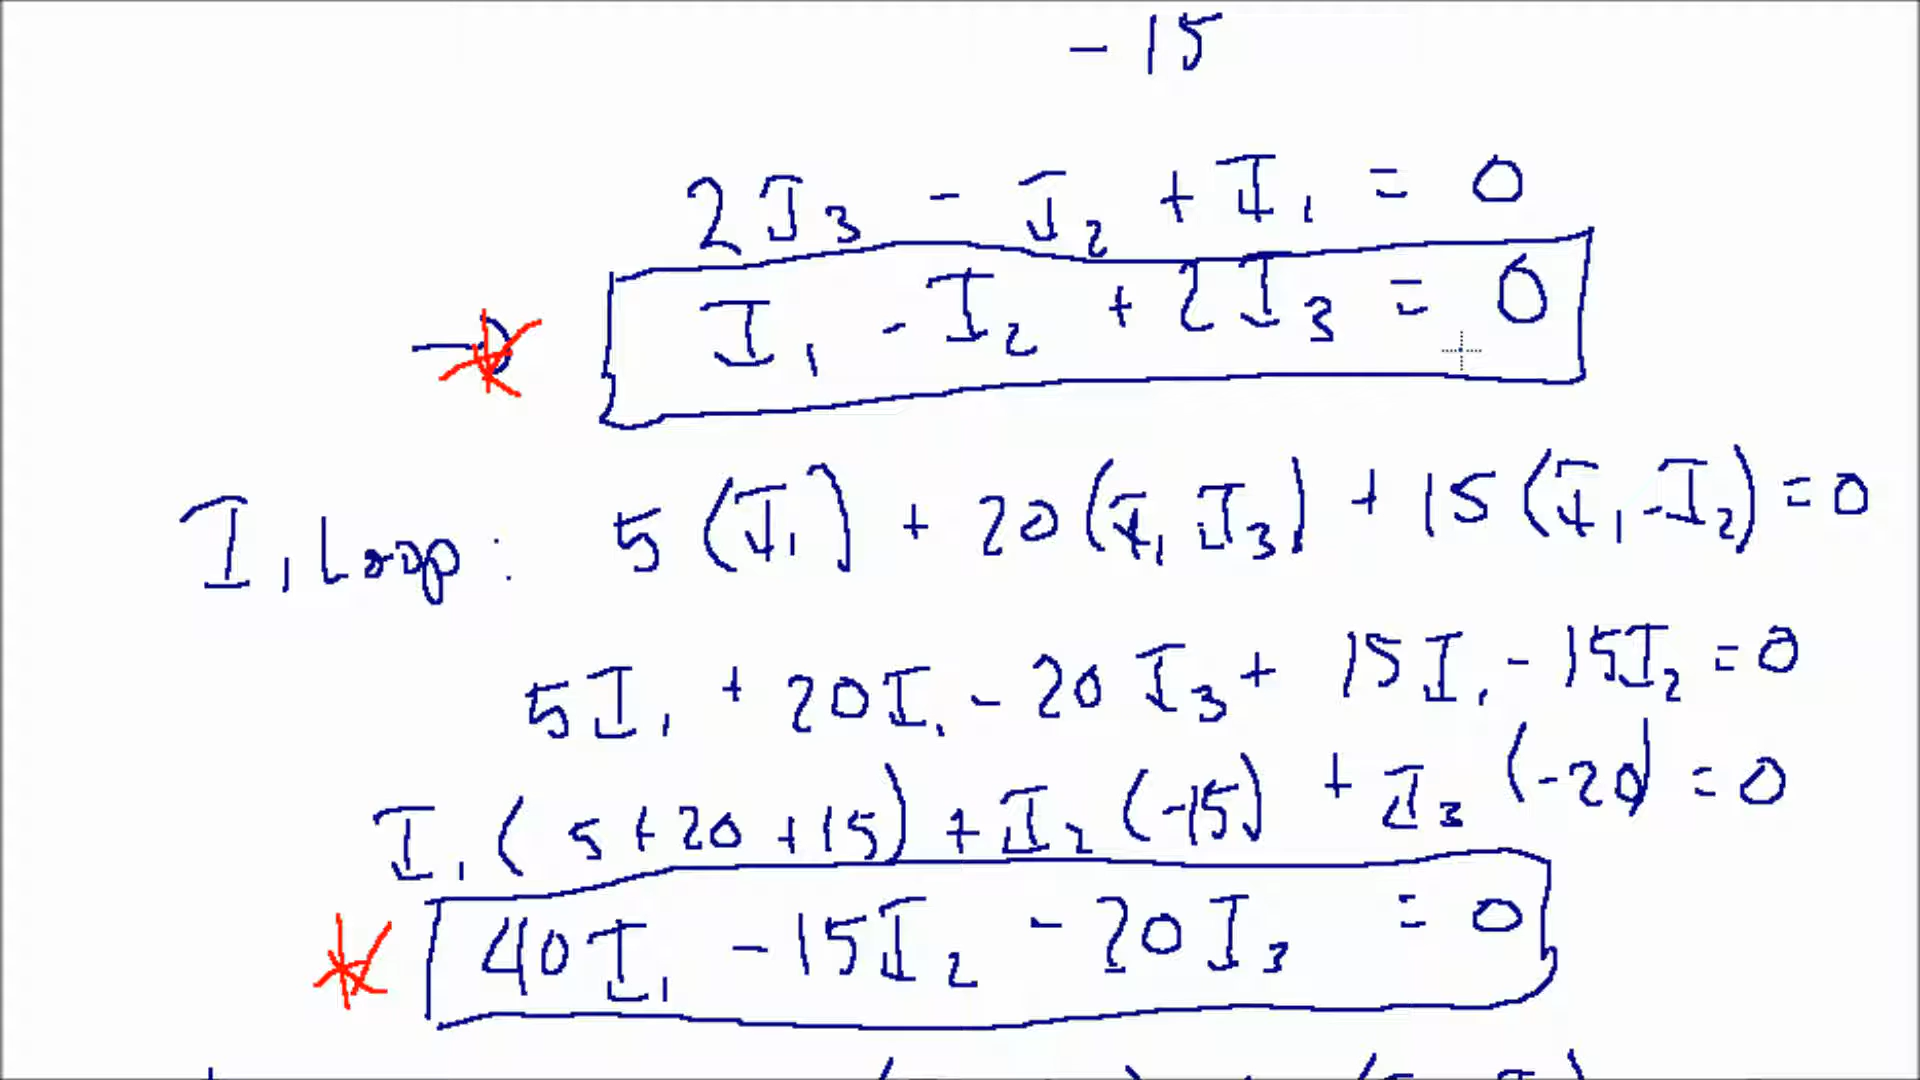 - 15
2I₃ - I₂ + I₁ = 0
I₁ - I₂ + 2I₃ = 0
I₁ Loop: 5(I₁) + 20(I₁-I₃) + 15(I₁-I₂)=0
5I₁ + 20I₁ - 20I₃ + 15I₁ - 15I₂ = 0
I₁(5+20+15) + I₂(-15) + I₃(-20) = 0
40I₁ - 15I₂ - 20I₃ = 0